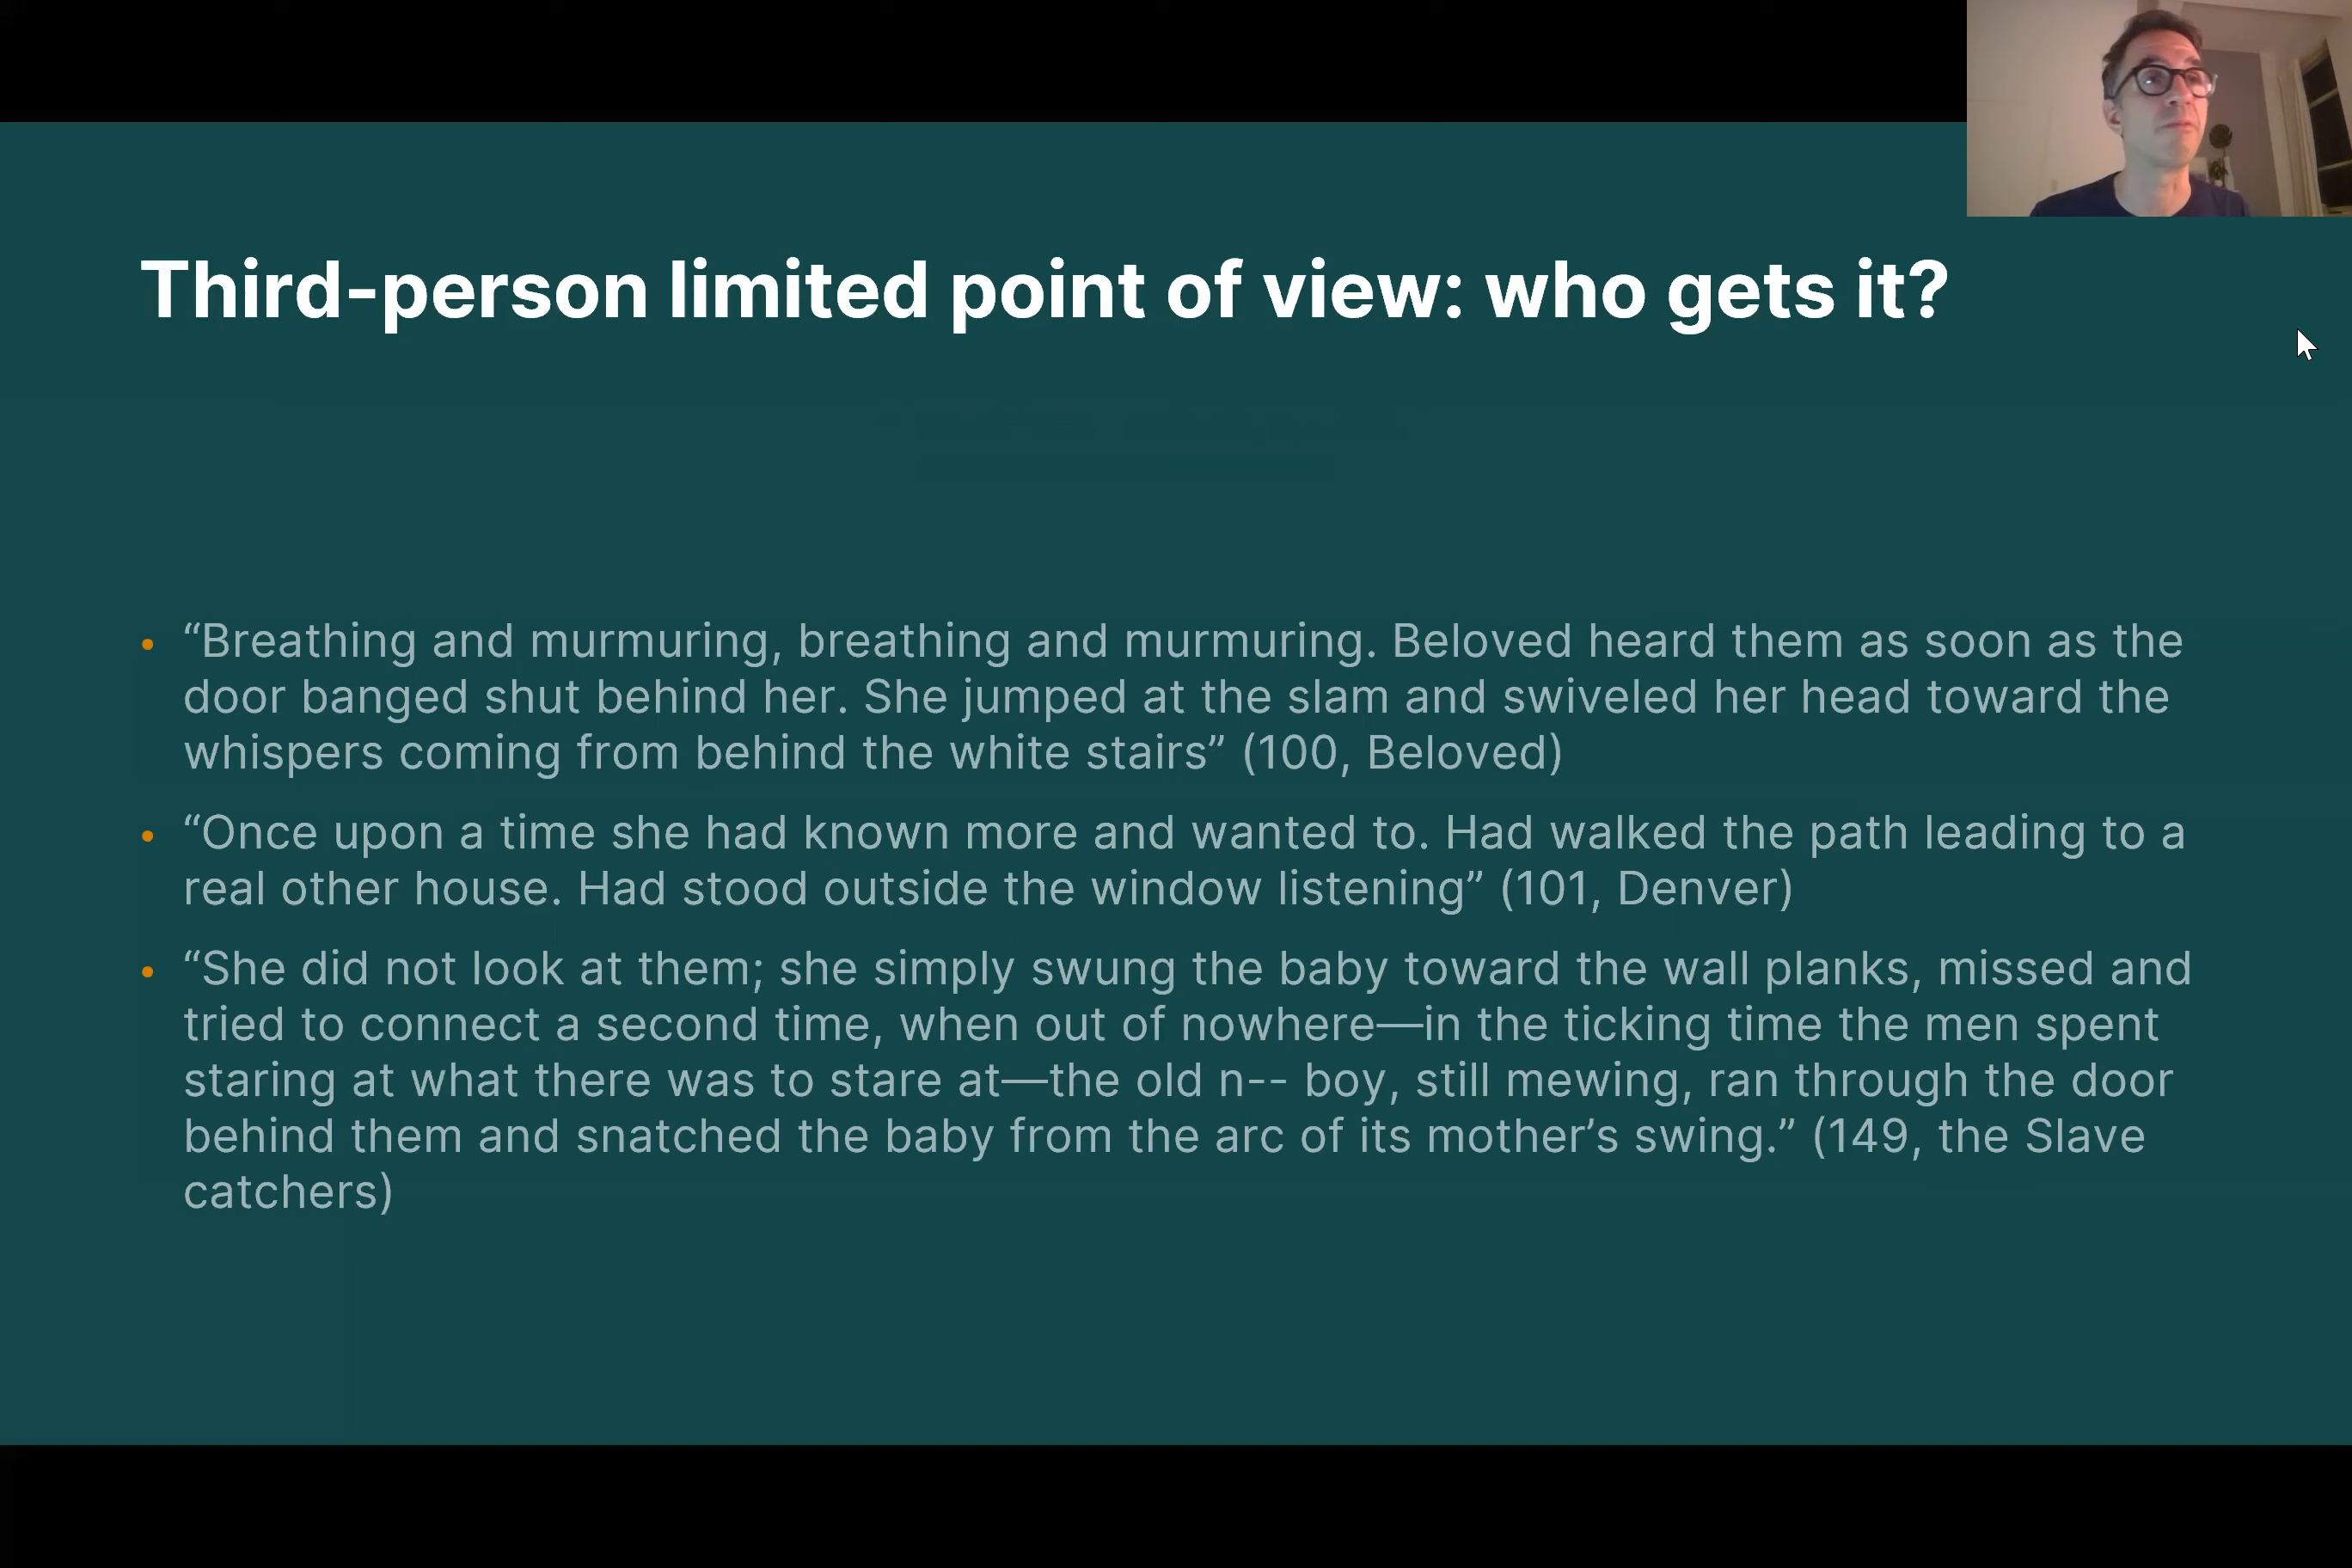 Third-person limited point of view: who gets it?
• “Breathing and murmuring, breathing and murmuring. Beloved heard them as soon as the
door banged shut behind her. She jumped at the slam and swiveled her head toward the
whispers coming from behind the white stairs” (100, Beloved)
• “Once upon a time she had known more and wanted to. Had walked the path leading to a
real other house. Had stood outside the window listening” (101, Denver)
• “She did not look at them; she simply swung the baby toward the wall planks, missed and
tried to connect a second time, when out of nowhere—in the ticking time the men spent
staring at what there was to stare at—the old n-- boy, still mewing, ran through the door
behind them and snatched the baby from the arc of its mother’s swing.” (149, the Slave
catchers)